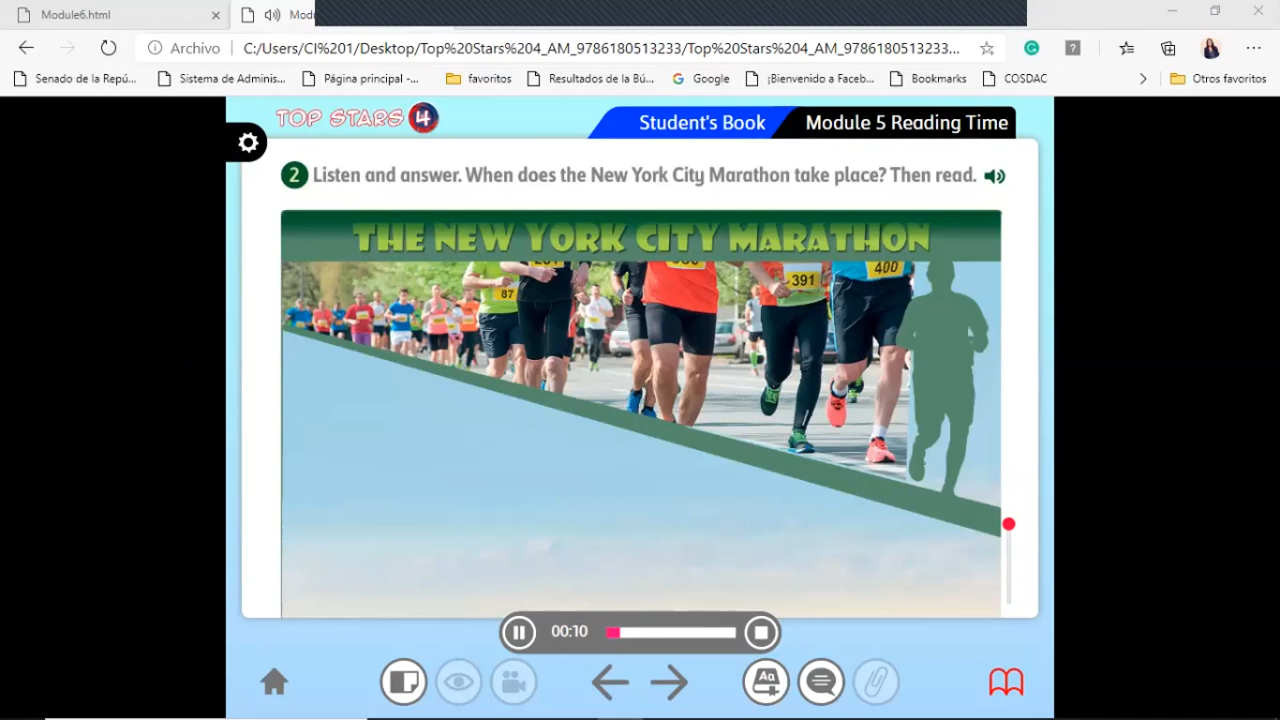 Module6.html
Modu
Archivo
C:/Users/CI%201/Desktop/Top%20Stars%204_AM_9786180513233/Top%20Stars%204_AM_9786180513233...
Senado de la Repú...
Sistema de Adminis...
Página principal -...
favoritos
Resultados de la Bú...
Google
¡Bienvenido a Faceb...
Bookmarks
COSDAC
Otros favoritos
TOP STARS 4
Student's Book
Module 5 Reading Time
2 Listen and answer. When does the New York City Marathon take place? Then read.
THE NEW YORK CITY MARATHON
87
391
400
00:10
Aa